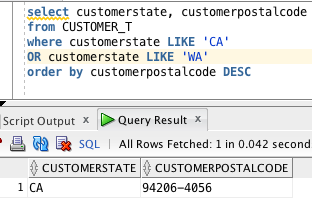 select customerstate, customerpostalcode
from CUSTOMER_T
where customerstate LIKE 'CA'
OR customerstate LIKE 'WA'
order by customerpostalcode DESC
Script Output x Query Result x
SQL | All Rows Fetched: 1 in 0.042 second
CUSTOMERSTATE CUSTOMERPOSTALCODE
1 CA 94206-4056